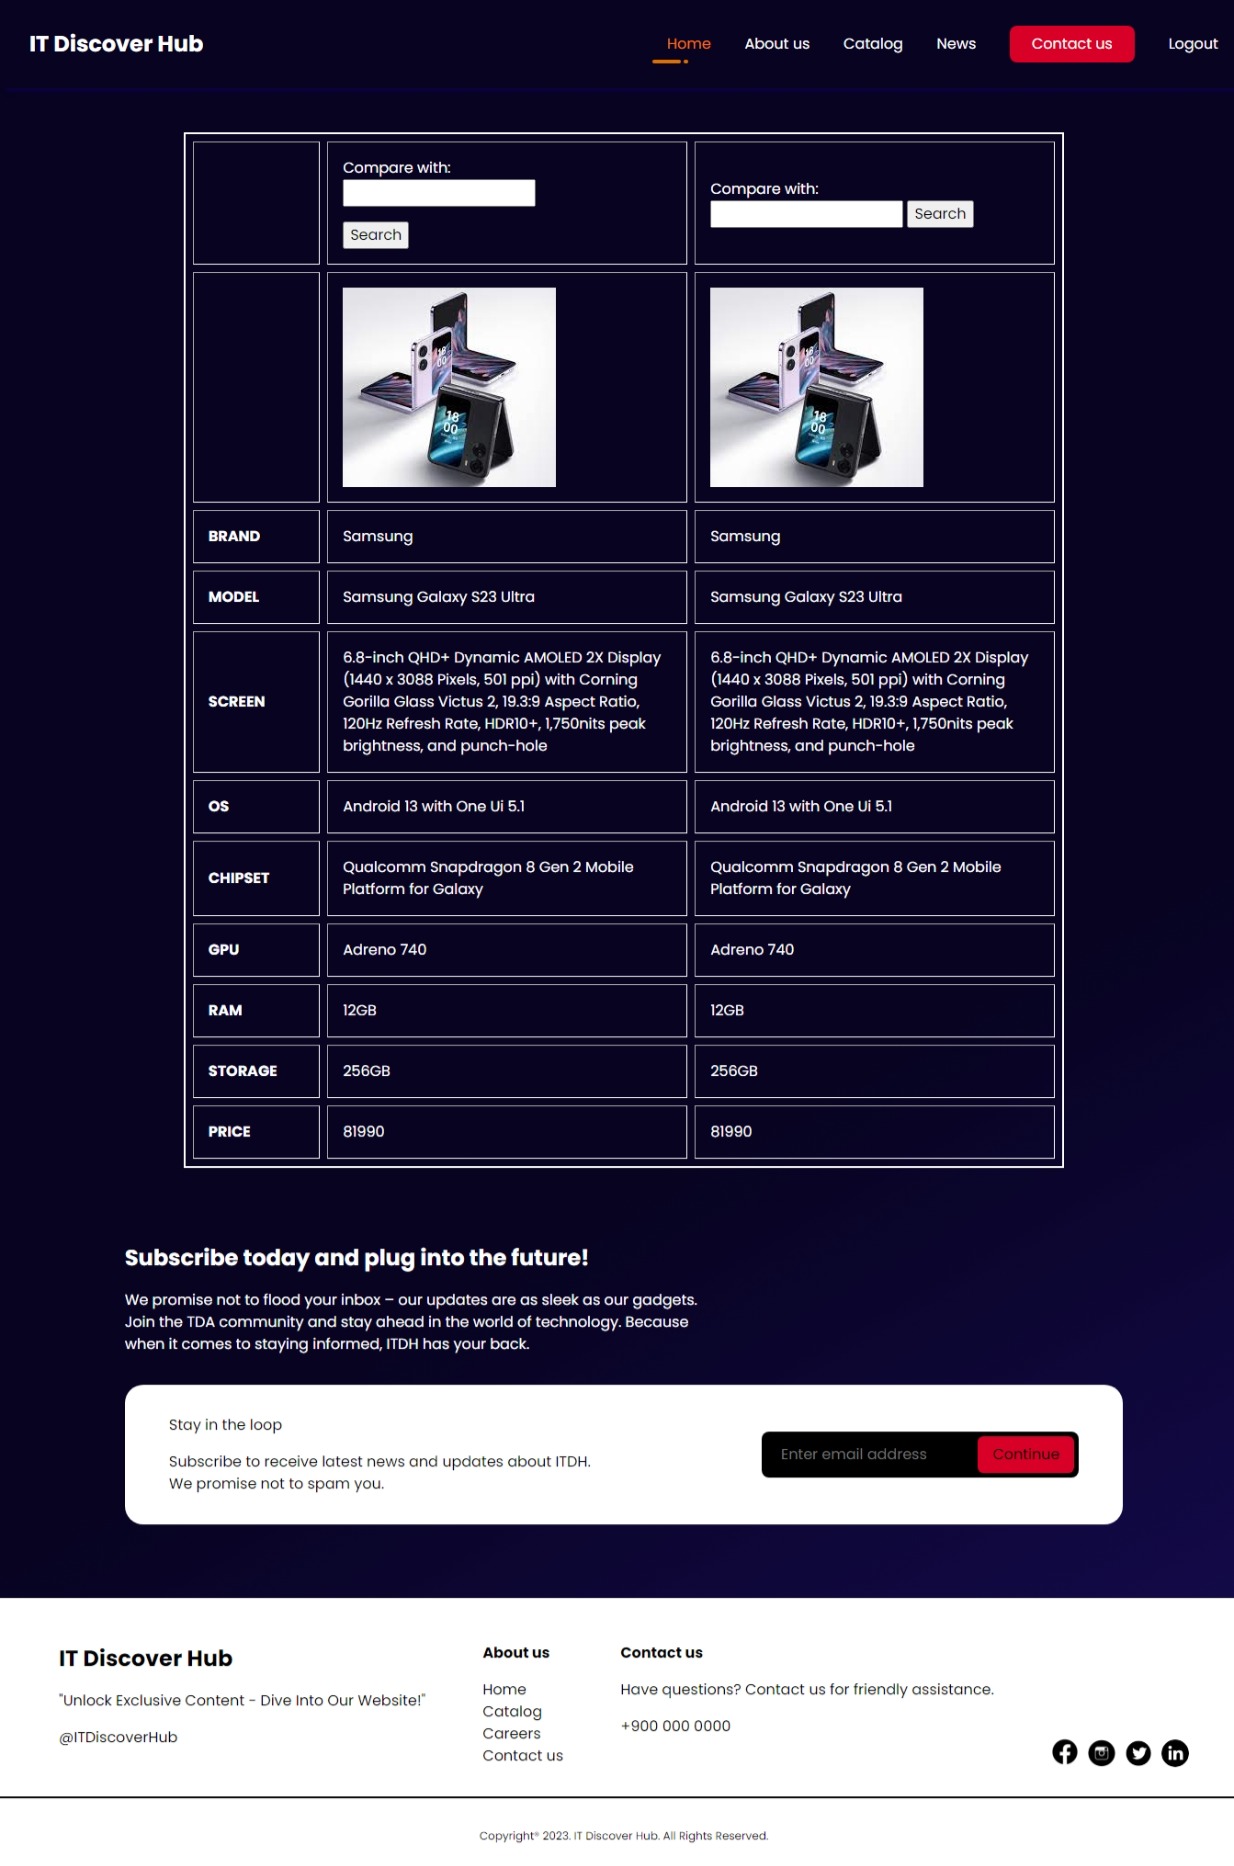 IT Discover Hub
Home
About us
Catalog
News
Contact us
Logout
Compare with:
Search
Compare with:
Search
18
00
18
00
18
00
18
00
BRAND
Samsung
Samsung
MODEL
Samsung Galaxy S23 Ultra
Samsung Galaxy S23 Ultra
SCREEN
6.8-inch QHD+ Dynamic AMOLED 2X Display
(1440 x 3088 Pixels, 501 ppi) with Corning
Gorilla Glass Victus 2, 19.3:9 Aspect Ratio,
120Hz Refresh Rate, HDR10+, 1,750nits peak
brightness, and punch-hole
6.8-inch QHD+ Dynamic AMOLED 2X Display
(1440 x 3088 Pixels, 501 ppi) with Corning
Gorilla Glass Victus 2, 19.3:9 Aspect Ratio,
120Hz Refresh Rate, HDR10+, 1,750nits peak
brightness, and punch-hole
OS
Android 13 with One Ui 5.1
Android 13 with One Ui 5.1
CHIPSET
Qualcomm Snapdragon 8 Gen 2 Mobile
Platform for Galaxy
Qualcomm Snapdragon 8 Gen 2 Mobile
Platform for Galaxy
GPU
Adreno 740
Adreno 740
RAM
12GB
12GB
STORAGE
256GB
256GB
PRICE
81990
81990
Subscribe today and plug into the future!
We promise not to flood your inbox – our updates are as sleek as our gadgets.
Join the TDA community and stay ahead in the world of technology. Because
when it comes to staying informed, ITDH has your back.
Stay in the loop
Subscribe to receive latest news and updates about ITDH.
We promise not to spam you.
Enter email address
Continue
IT Discover Hub
"Unlock Exclusive Content - Dive Into Our Website!"
@ITDiscoverHub
About us
Home
Catalog
Careers
Contact us
Contact us
Have questions? Contact us for friendly assistance.
+900 000 0000
Copyright® 2023. IT Discover Hub. All Rights Reserved.